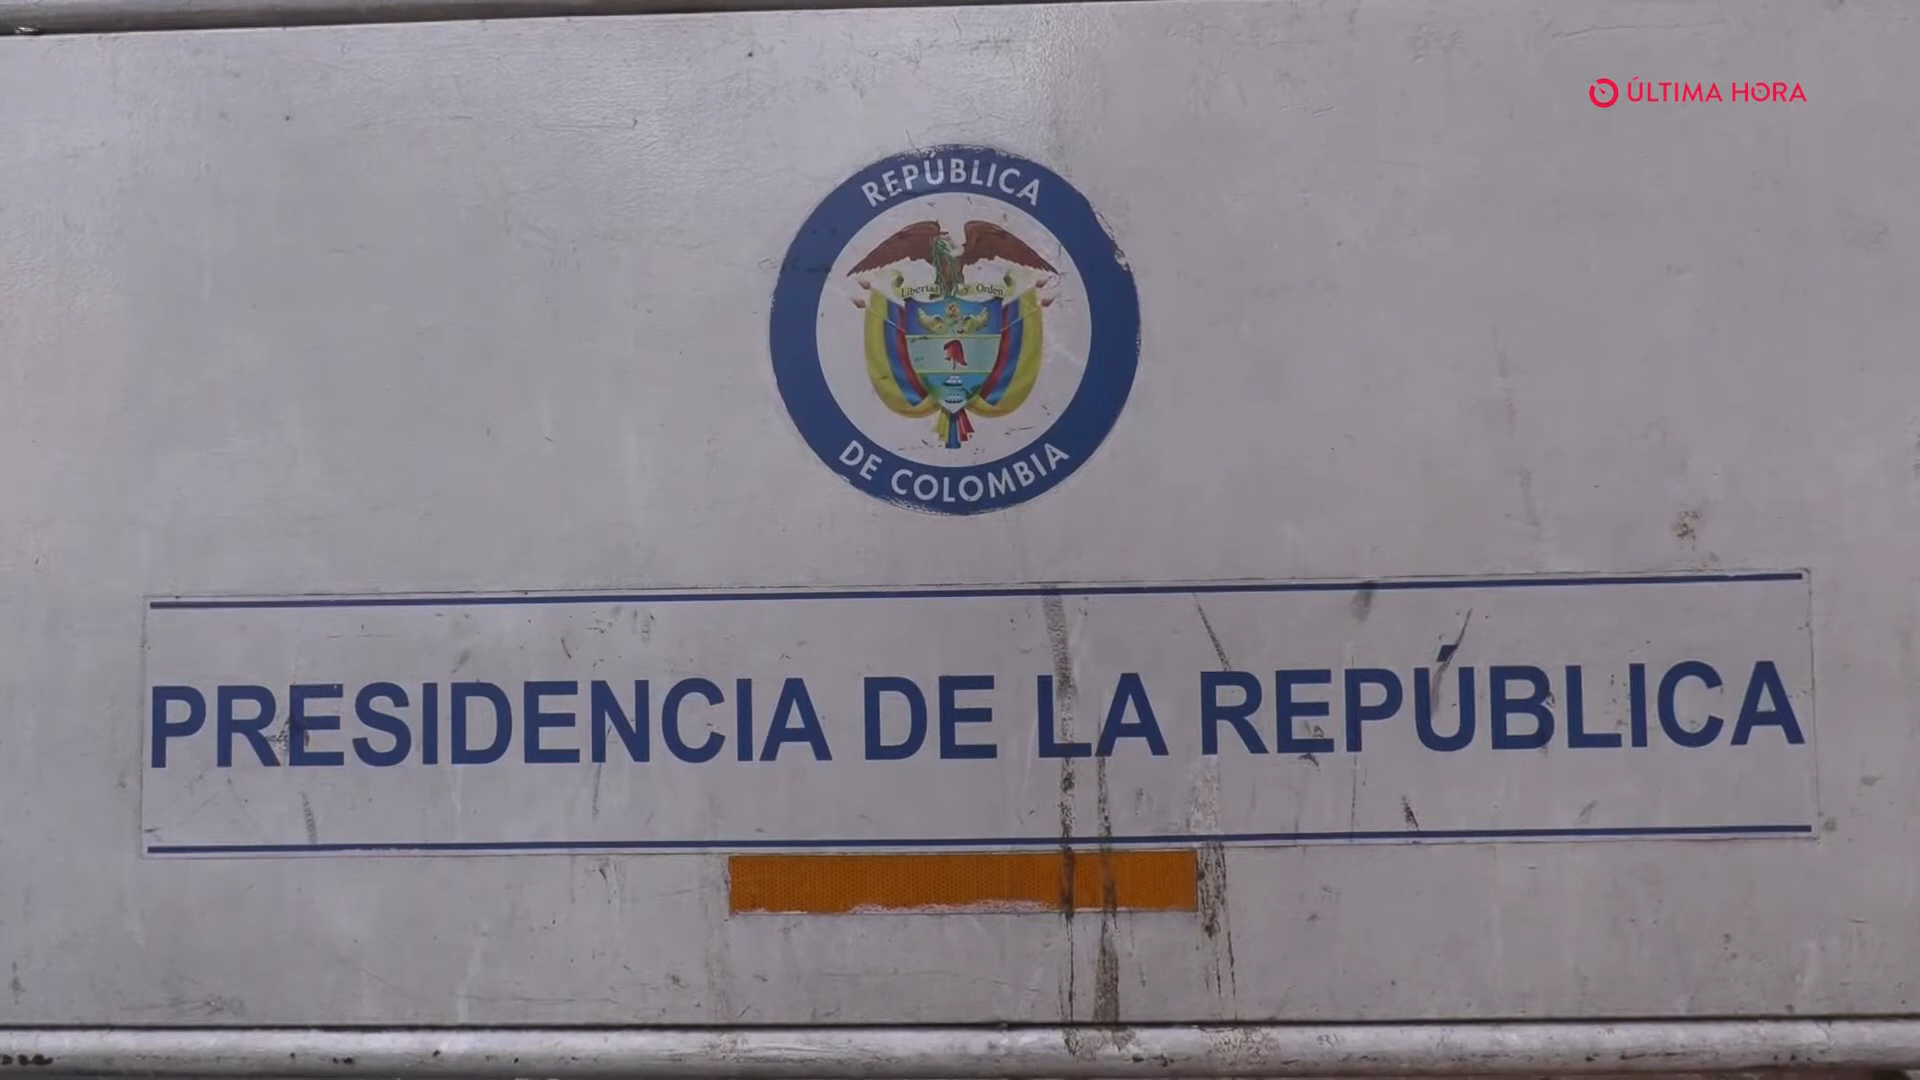 ÚLTIMA HORA
REPÚBLICA
Libertad y Orden
DE COLOMBIA
PRESIDENCIA DE LA REPÚBLICA